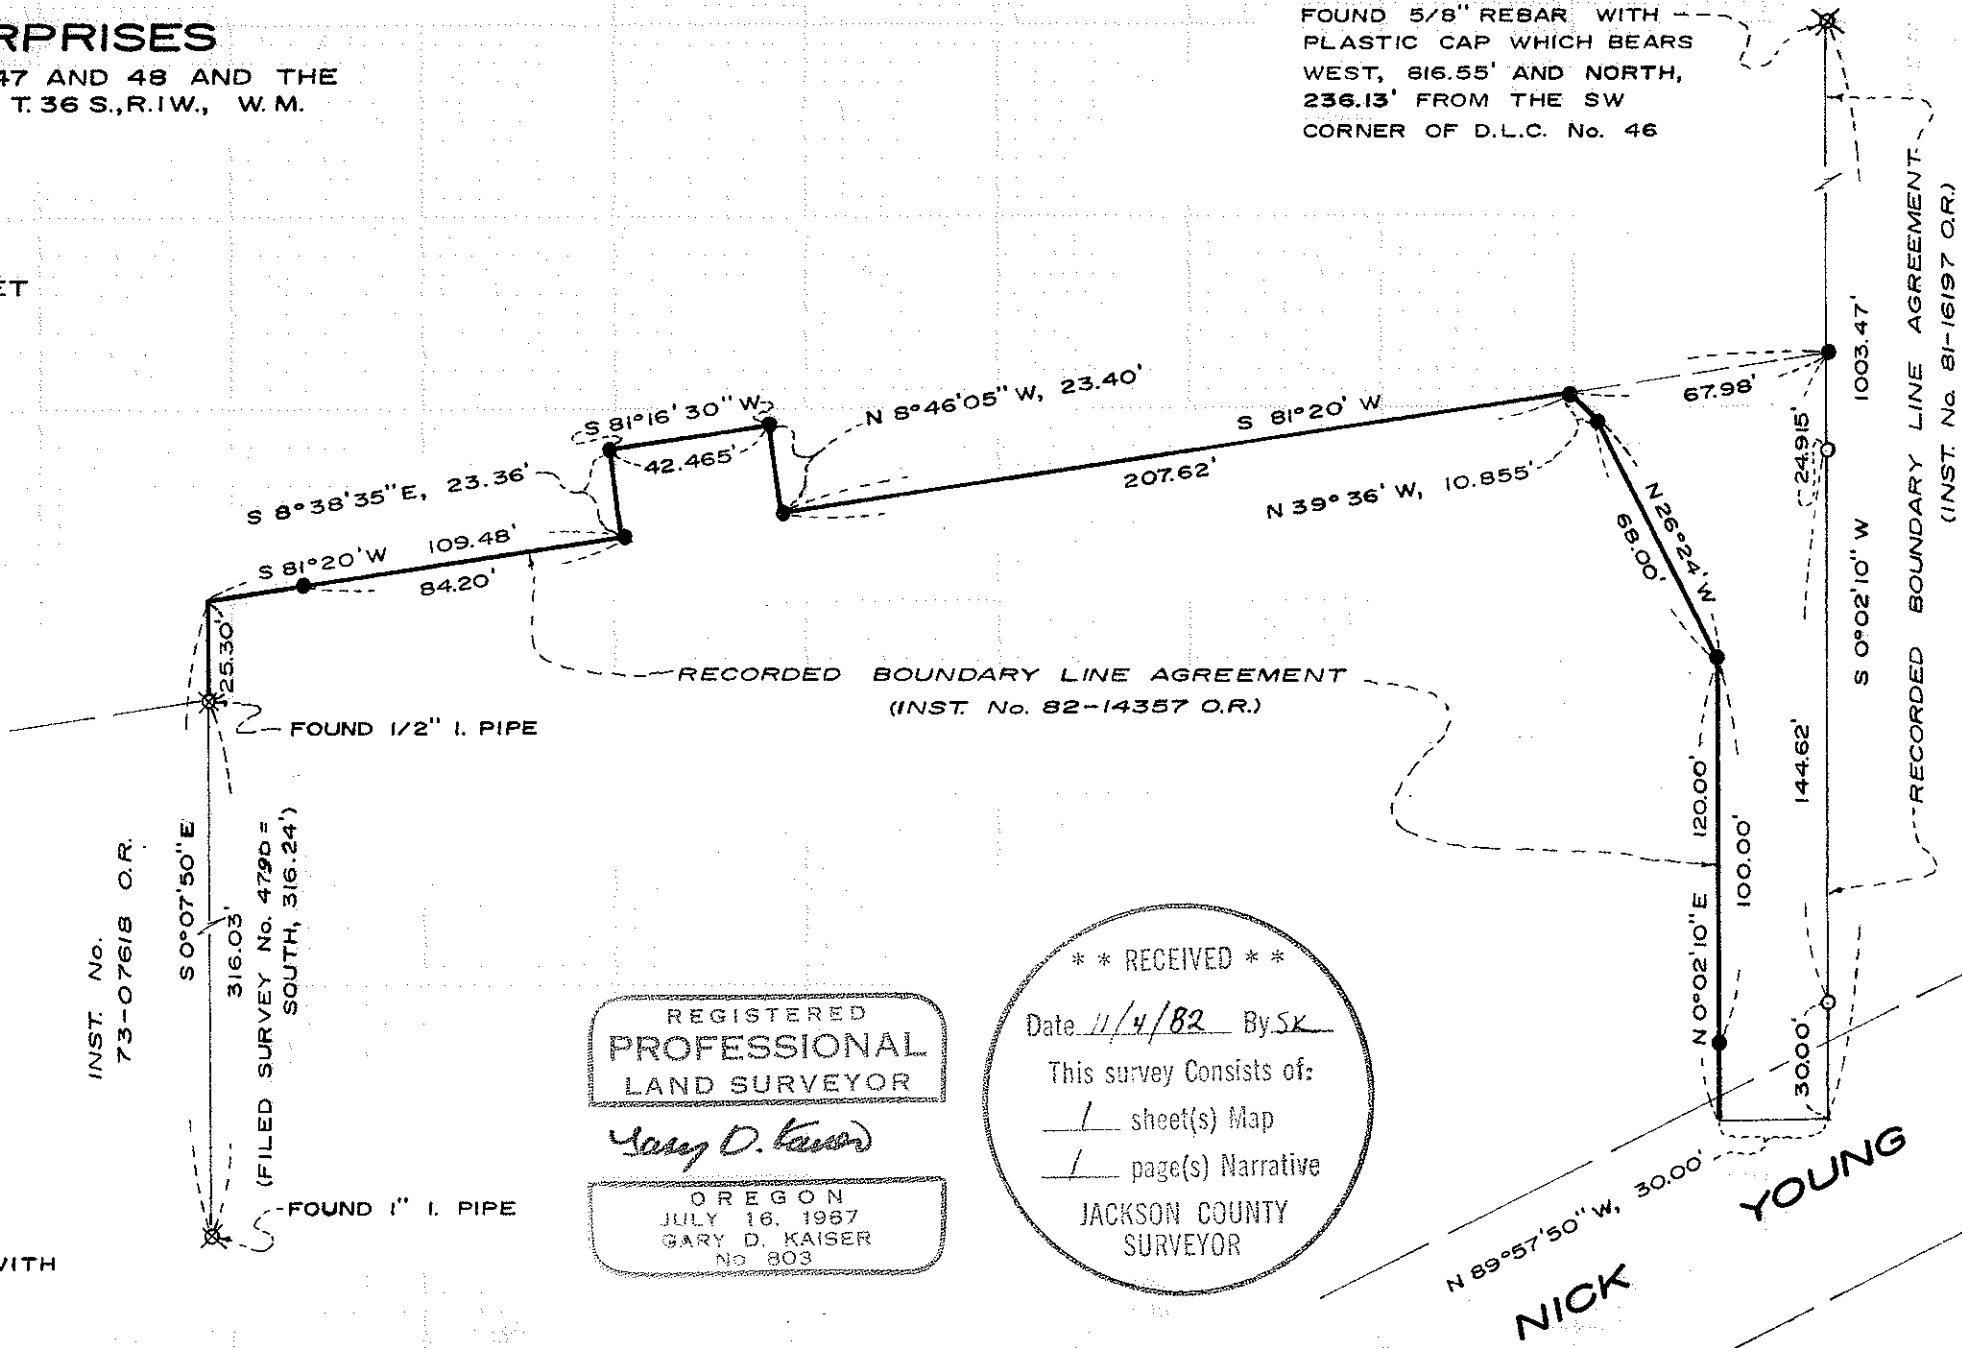 RPRISES
47 AND 48 AND THE
T. 36 S., R.1W., W. M.
FOUND 5/8" REBAR WITH
PLASTIC CAP WHICH BEARS
WEST, 816.55' AND NORTH,
236.13' FROM THE SW
CORNER OF D.L.C. No. 46
ET
RECORDED BOUNDARY LINE AGREEMENT
(INST. No. 81-16197 O.R.)
1003.47'
S 0°02'10" W
67.98'
24.915'
144.62'
30.00'
S 81°16'30" W
42.465'
N 8°46'05" W, 23.40'
S 81°20' W
207.62'
N 39°36' W, 10.855'
N 26°24' W
68.00'
S 8°38'35" E, 23.36'
S 81°20' W 109.48'
84.20'
25.30'
RECORDED BOUNDARY LINE AGREEMENT
(INST. No. 82-14357 O.R.)
FOUND 1/2" I. PIPE
INST. No.
73-07618 O.R.
S 0°07'50" E
316.03'
(FILED SURVEY No. 4790 =
SOUTH, 316.24')
FOUND 1" I. PIPE
N 0°02'10" E 120.00'
100.00'
REGISTERED
PROFESSIONAL
LAND SURVEYOR
Gary D. Kaiser
OREGON
JULY 16, 1967
GARY D. KAISER
No 803
* * RECEIVED * *
Date 11/4/82 By SK
This survey Consists of:
1 sheet(s) Map
1 page(s) Narrative
JACKSON COUNTY
SURVEYOR
N 89°57'50" W, 30.00'
NICK YOUNG
WITH